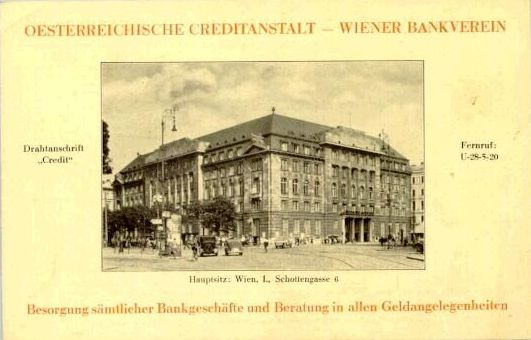 OESTERREICHISCHE CREDITANSTALT — WIENER BANKVEREIN
Drahtanschrift
„Credit“
Fernruf:
U-28-5-20
Hauptsitz: Wien, I., Schottengasse 6
Besorgung sämtlicher Bankgeschäfte und Beratung in allen Geldangelegenheiten